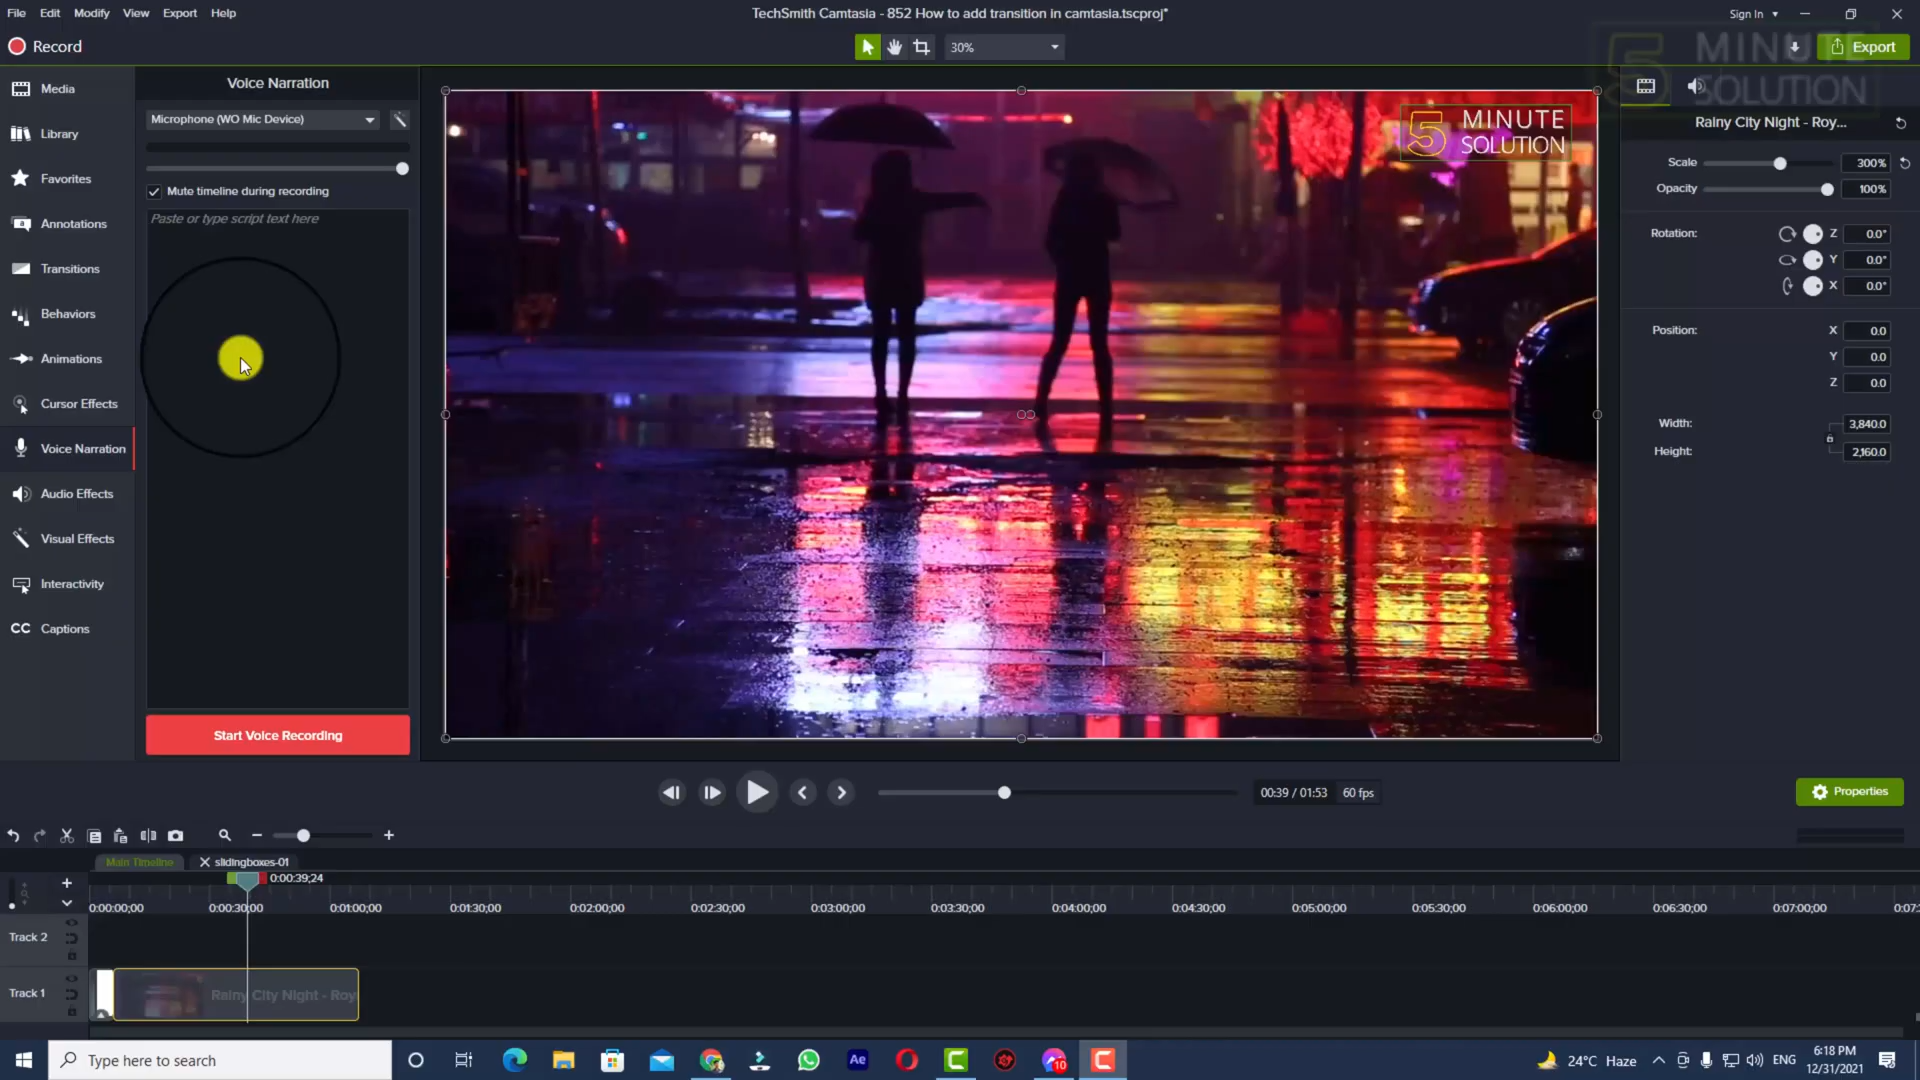 File Edit Modify View Export Help
TechSmith Camtasia - 852 How to add transition in camtasia.tscproj*
Sign In
Record
30%
Export
5 MINUTE SOLUTION
Media
Library
Favorites
Annotations
Transitions
Behaviors
Animations
Cursor Effects
Voice Narration
Audio Effects
Visual Effects
Interactivity
CC Captions
Voice Narration
Microphone (WO Mic Device)
Mute timeline during recording
Paste or type script text here
Start Voice Recording
5 MINUTE
SOLUTION
Rainy City Night - Roy...
Scale 300%
Opacity 100%
Rotation: Z 0.0°
Y 0.0°
X 0.0°
Position: X 0.0
Y 0.0
Z 0.0
Width: 3,840.0
Height: 2,160.0
00:39 / 01:53 60 fps
Properties
Main Timeline slidingboxes-01
0:00:39;24
0:00:00;00 0:00:30;00 0:01:00;00 0:01:30;00 0:02:00;00 0:02:30;00 0:03:00;00 0:03:30;00 0:04:00;00 0:04:30;00 0:05:00;00 0:05:30;00 0:06:00;00 0:06:30;00 0:07:00;00 0:07:
Track 2
Track 1
Rainy City Night - Roy
Type here to search
Ae
10
24°C Haze
ENG
6:18 PM
12/31/2021